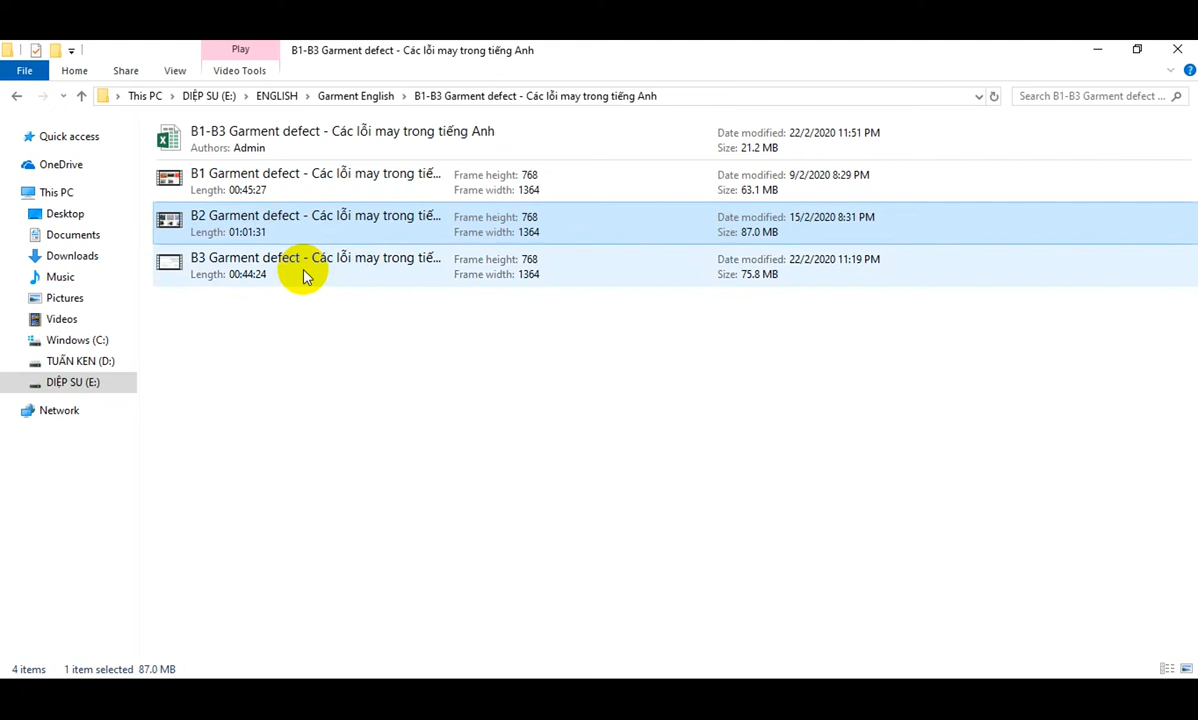 Play
B1-B3 Garment defect - Các lỗi may trong tiếng Anh
File
Home
Share
View
Video Tools
This PC
DIỆP SU (E:)
ENGLISH
Garment English
B1-B3 Garment defect - Các lỗi may trong tiếng Anh
Search B1-B3 Garment defect ...
Quick access
OneDrive
This PC
Desktop
Documents
Downloads
Music
Pictures
Videos
Windows (C:)
TUẤN KEN (D:)
DIỆP SU (E:)
Network
B1-B3 Garment defect - Các lỗi may trong tiếng Anh
Authors: Admin
Date modified: 22/2/2020 11:51 PM
Size: 21.2 MB
B1 Garment defect - Các lỗi may trong tiế...
Length: 00:45:27
Frame height: 768
Frame width: 1364
Date modified: 9/2/2020 8:29 PM
Size: 63.1 MB
B2 Garment defect - Các lỗi may trong tiế...
Length: 01:01:31
Frame height: 768
Frame width: 1364
Date modified: 15/2/2020 8:31 PM
Size: 87.0 MB
B3 Garment defect - Các lỗi may trong tiế...
Length: 00:44:24
Frame height: 768
Frame width: 1364
Date modified: 22/2/2020 11:19 PM
Size: 75.8 MB
4 items
1 item selected 87.0 MB